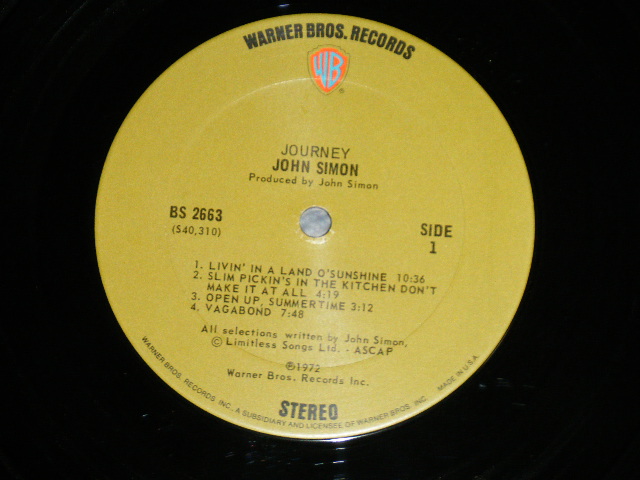 WARNER BROS. RECORDS
WB
®
JOURNEY
JOHN SIMON
Produced by John Simon
BS 2663
(S40,310)
SIDE
1
1. LIVIN' IN A LAND O'SUNSHINE 10:36
2. SLIM PICKIN'S IN THE KITCHEN DON'T
MAKE IT AT ALL 4:19
3. OPEN UP, SUMMERTIME 3:12
4. VAGABOND 7:48
All selections written by John Simon,
© Limitless Songs Ltd. - ASCAP
℗1972
Warner Bros. Records Inc.
STEREO
WARNER BROS. RECORDS INC., A SUBSIDIARY AND LICENSEE OF WARNER BROS. INC. MADE IN U.S.A.